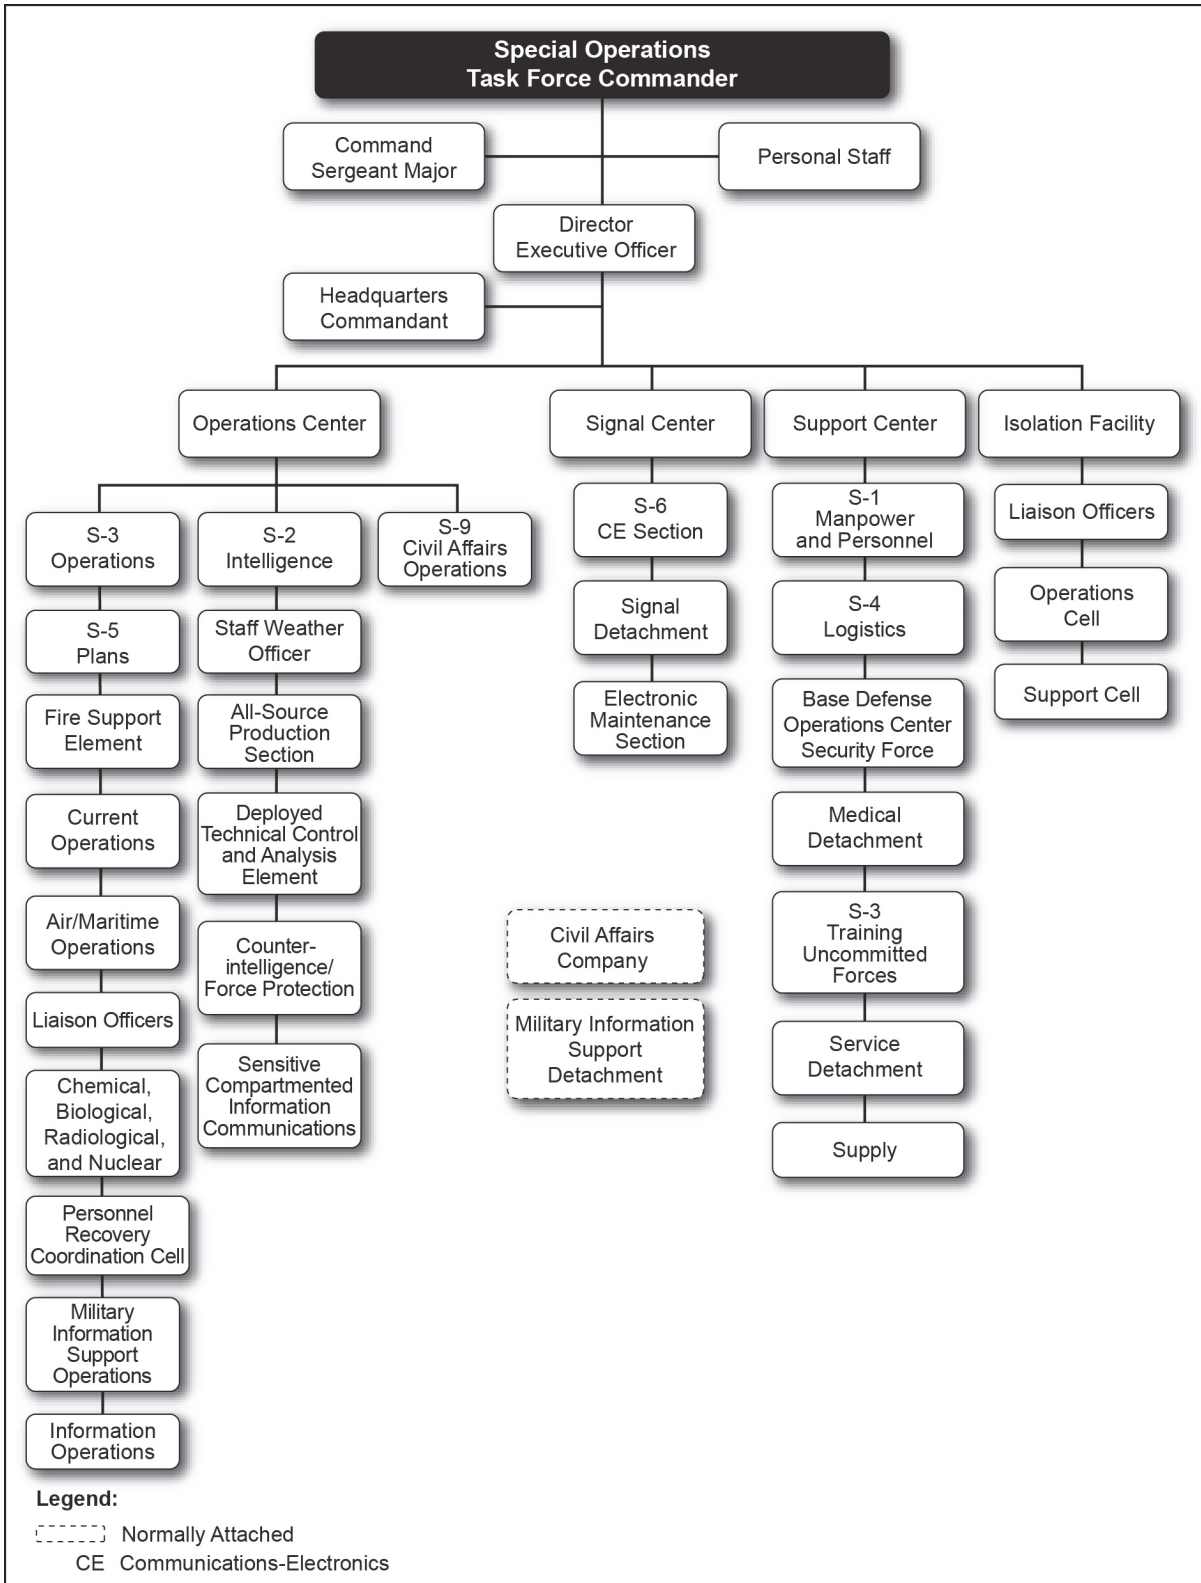 Special Operations
Task Force Commander
Command
Sergeant Major
Personal Staff
Director
Executive Officer
Headquarters
Commandant
Operations Center
Signal Center
Support Center
Isolation Facility
S-3
Operations
S-5
Plans
Fire Support
Element
Current
Operations
Air/Maritime
Operations
Liaison Officers
Chemical,
Biological,
Radiological,
and Nuclear
Personnel
Recovery
Coordination Cell
Military
Information
Support
Operations
Information
Operations
S-2
Intelligence
Staff Weather
Officer
All-Source
Production
Section
Deployed
Technical Control
and Analysis
Element
Counter-
intelligence/
Force Protection
Sensitive
Compartmented
Information
Communications
S-9
Civil Affairs
Operations
S-6
CE Section
Signal
Detachment
Electronic
Maintenance
Section
Civil Affairs
Company
Military Information
Support
Detachment
S-1
Manpower
and Personnel
S-4
Logistics
Base Defense
Operations Center
Security Force
Medical
Detachment
S-3
Training
Uncommitted
Forces
Service
Detachment
Supply
Liaison Officers
Operations
Cell
Support Cell
Legend:
Normally Attached
CE Communications-Electronics